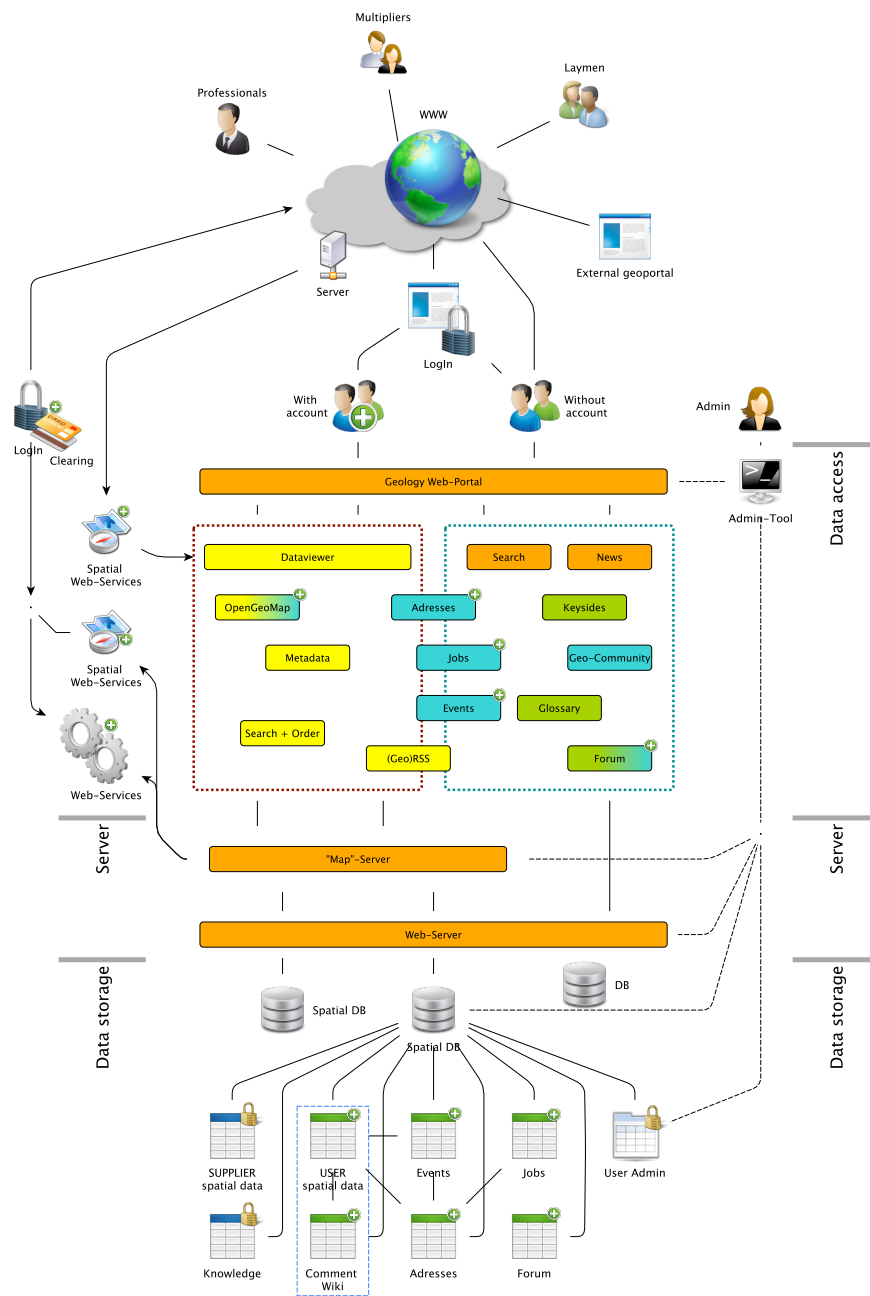 Multipliers
Laymen
Professionals
WWW
External geoportal
Server
LogIn
With
account
Without
account
Admin
LogIn
Clearing
Data access
Geology Web-Portal
>_
Admin-Tool
Dataviewer
Search
News
Spatial
Web-Services
OpenGeoMap
Adresses
Keysides
Metadata
Jobs
Geo-Community
Spatial
Web-Services
Events
Glossary
Search + Order
(Geo)RSS
Forum
Web-Services
Server
Server
"Map"-Server
Web-Server
Data storage
Data storage
Spatial DB
DB
Spatial DB
SUPPLIER
spatial data
USER
spatial data
Events
Jobs
User Admin
Knowledge
Comment
Wiki
Adresses
Forum